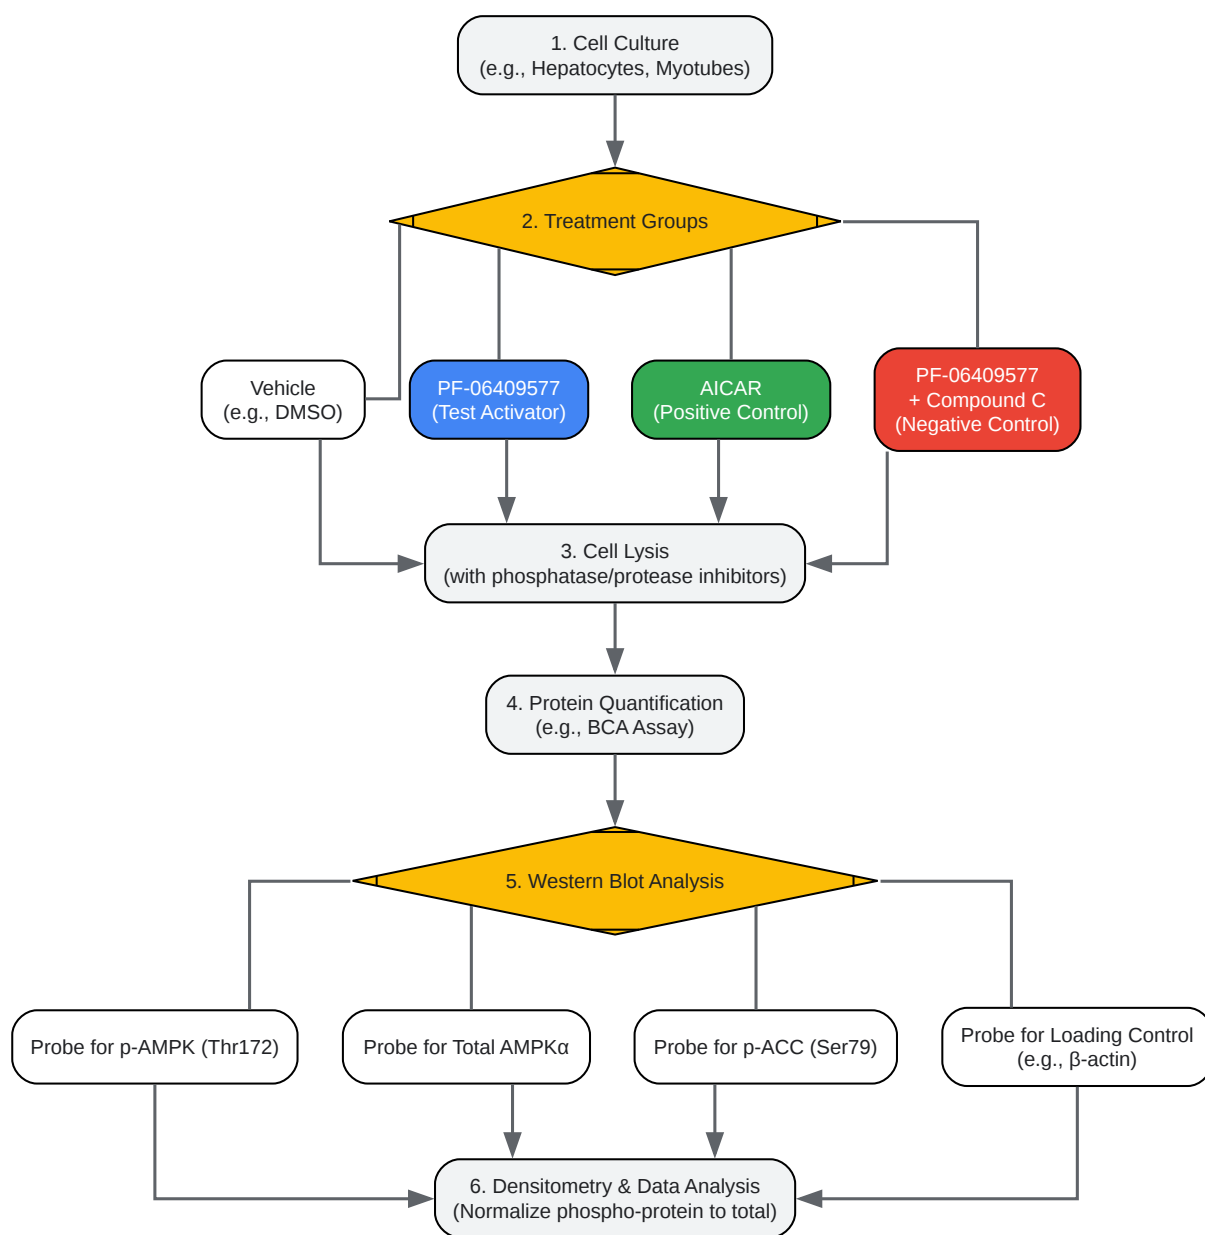 1. Cell Culture
(e.g., Hepatocytes, Myotubes)
2. Treatment Groups
Vehicle
(e.g., DMSO)
PF-06409577
(Test Activator)
AICAR
(Positive Control)
PF-06409577
+ Compound C
(Negative Control)
3. Cell Lysis
(with phosphatase/protease inhibitors)
4. Protein Quantification
(e.g., BCA Assay)
5. Western Blot Analysis
Probe for p-AMPK (Thr172)
Probe for Total AMPKα
Probe for p-ACC (Ser79)
Probe for Loading Control
(e.g., β-actin)
6. Densitometry & Data Analysis
(Normalize phospho-protein to total)